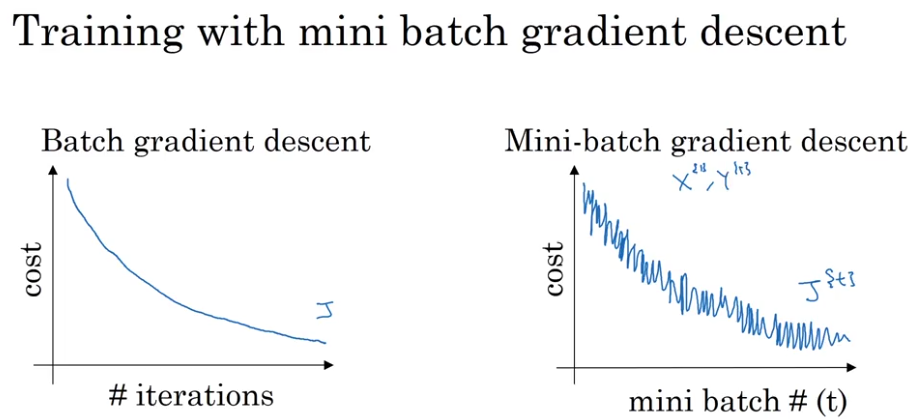 Training with mini batch gradient descent
Batch gradient descent
cost
J
# iterations
Mini-batch gradient descent
X^{t}, Y^{t}
cost
J^{t}
mini batch # (t)